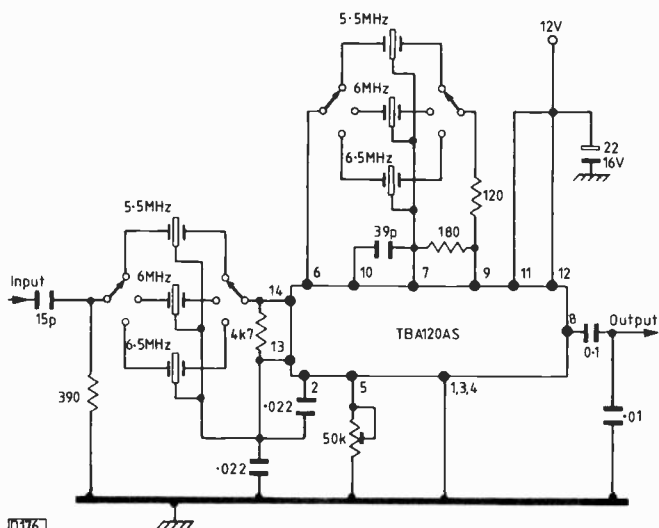 5·5MHz
12V
6MHz
6·5MHz
22
16V
120
5·5MHz
39p
180
6
10
7
9
11
12
Input
6MHz
14
15p
TBA120AS
8
Output
6·5MHz
4k7
13
0·1
2
5
1,3,4
390
·022
50k
·01
·022
D176